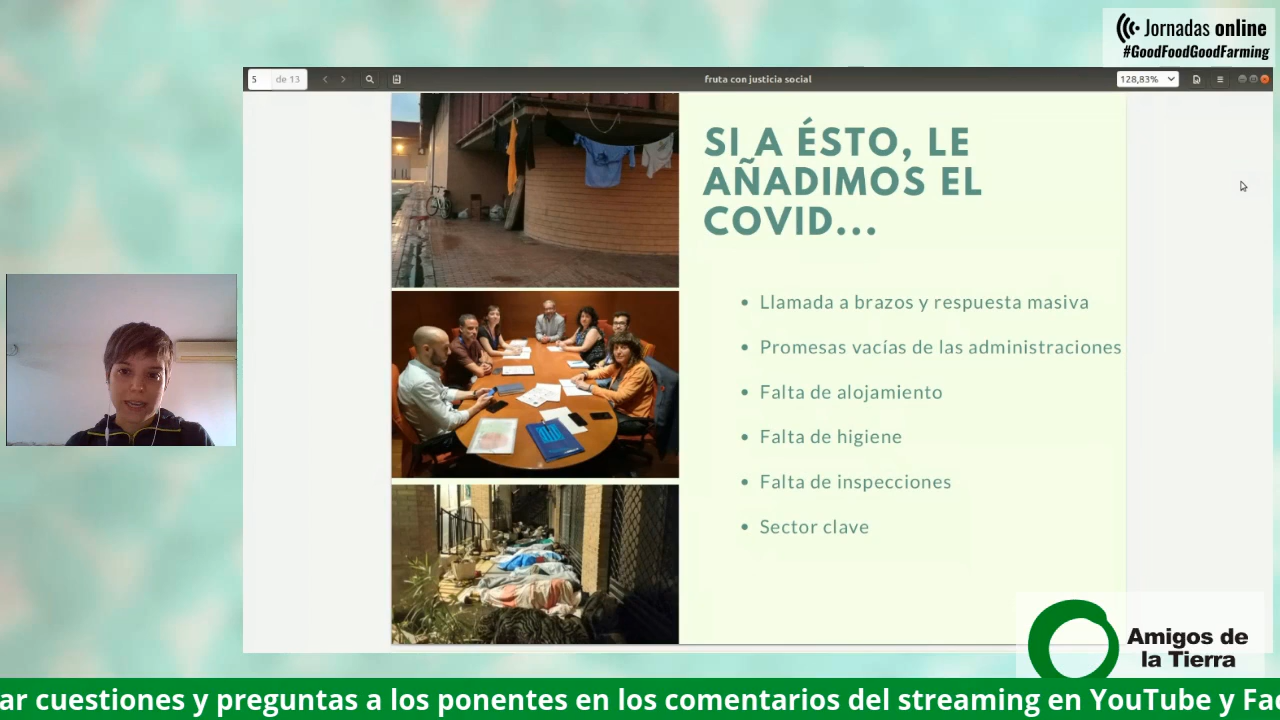 Jornadas online
#GoodFoodGoodFarming
5 de 13
fruta con justicia social
128,83%
SI A ÉSTO, LE
AÑADIMOS EL
COVID...
• Llamada a brazos y respuesta masiva
• Promesas vacías de las administraciones
• Falta de alojamiento
• Falta de higiene
• Falta de inspecciones
• Sector clave
Amigos de
la Tierra
ar cuestiones y preguntas a los ponentes en los comentarios del streaming en YouTube y Fac